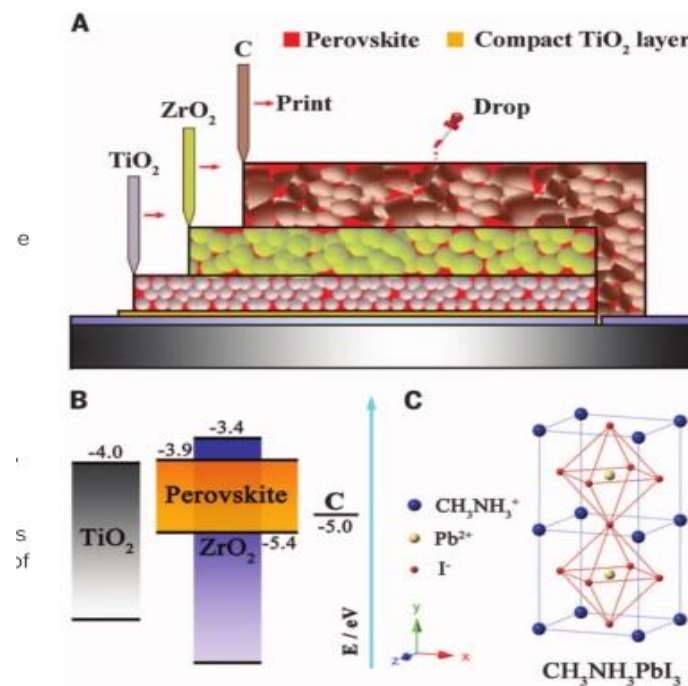 A
Perovskite
Compact TiO₂ layer
C
Print
ZrO₂
Drop
TiO₂
e
B
-3.4
C
-4.0
-3.9
Perovskite
C
-5.0
TiO₂
ZrO₂
-5.4
E / eV
CH₃NH₃⁺
Pb²⁺
I⁻
y
z
x
CH₃NH₃PbI₃
s
of